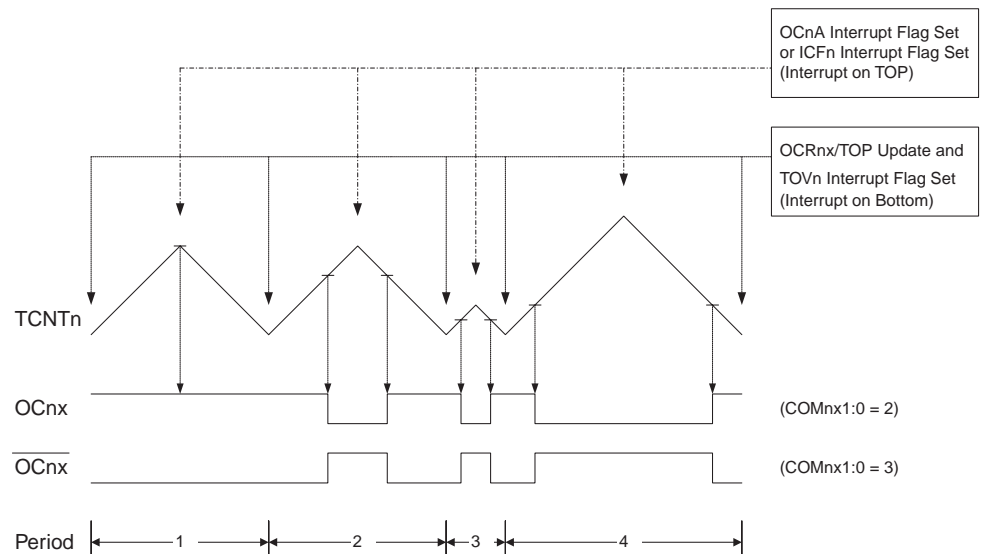 OCnA Interrupt Flag Set
or ICFn Interrupt Flag Set
(Interrupt on TOP)
OCRnx/TOP Update and
TOVn Interrupt Flag Set
(Interrupt on Bottom)
TCNTn
OCnx
(COMnx1:0 = 2)
OCnx
(COMnx1:0 = 3)
Period
1
2
3
4